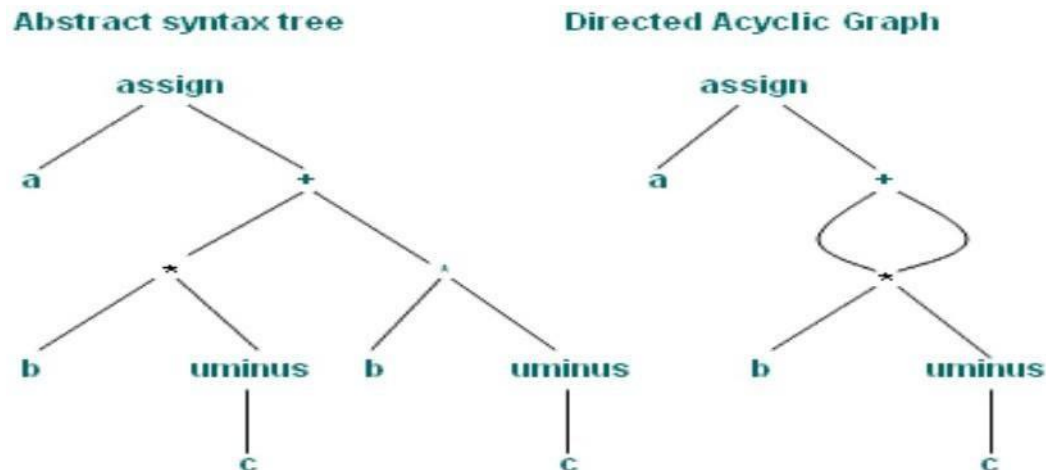 Abstract syntax tree Directed Acyclic Graph
assign assign
a + a +
* *
b uminus b uminus b uminus
c c c